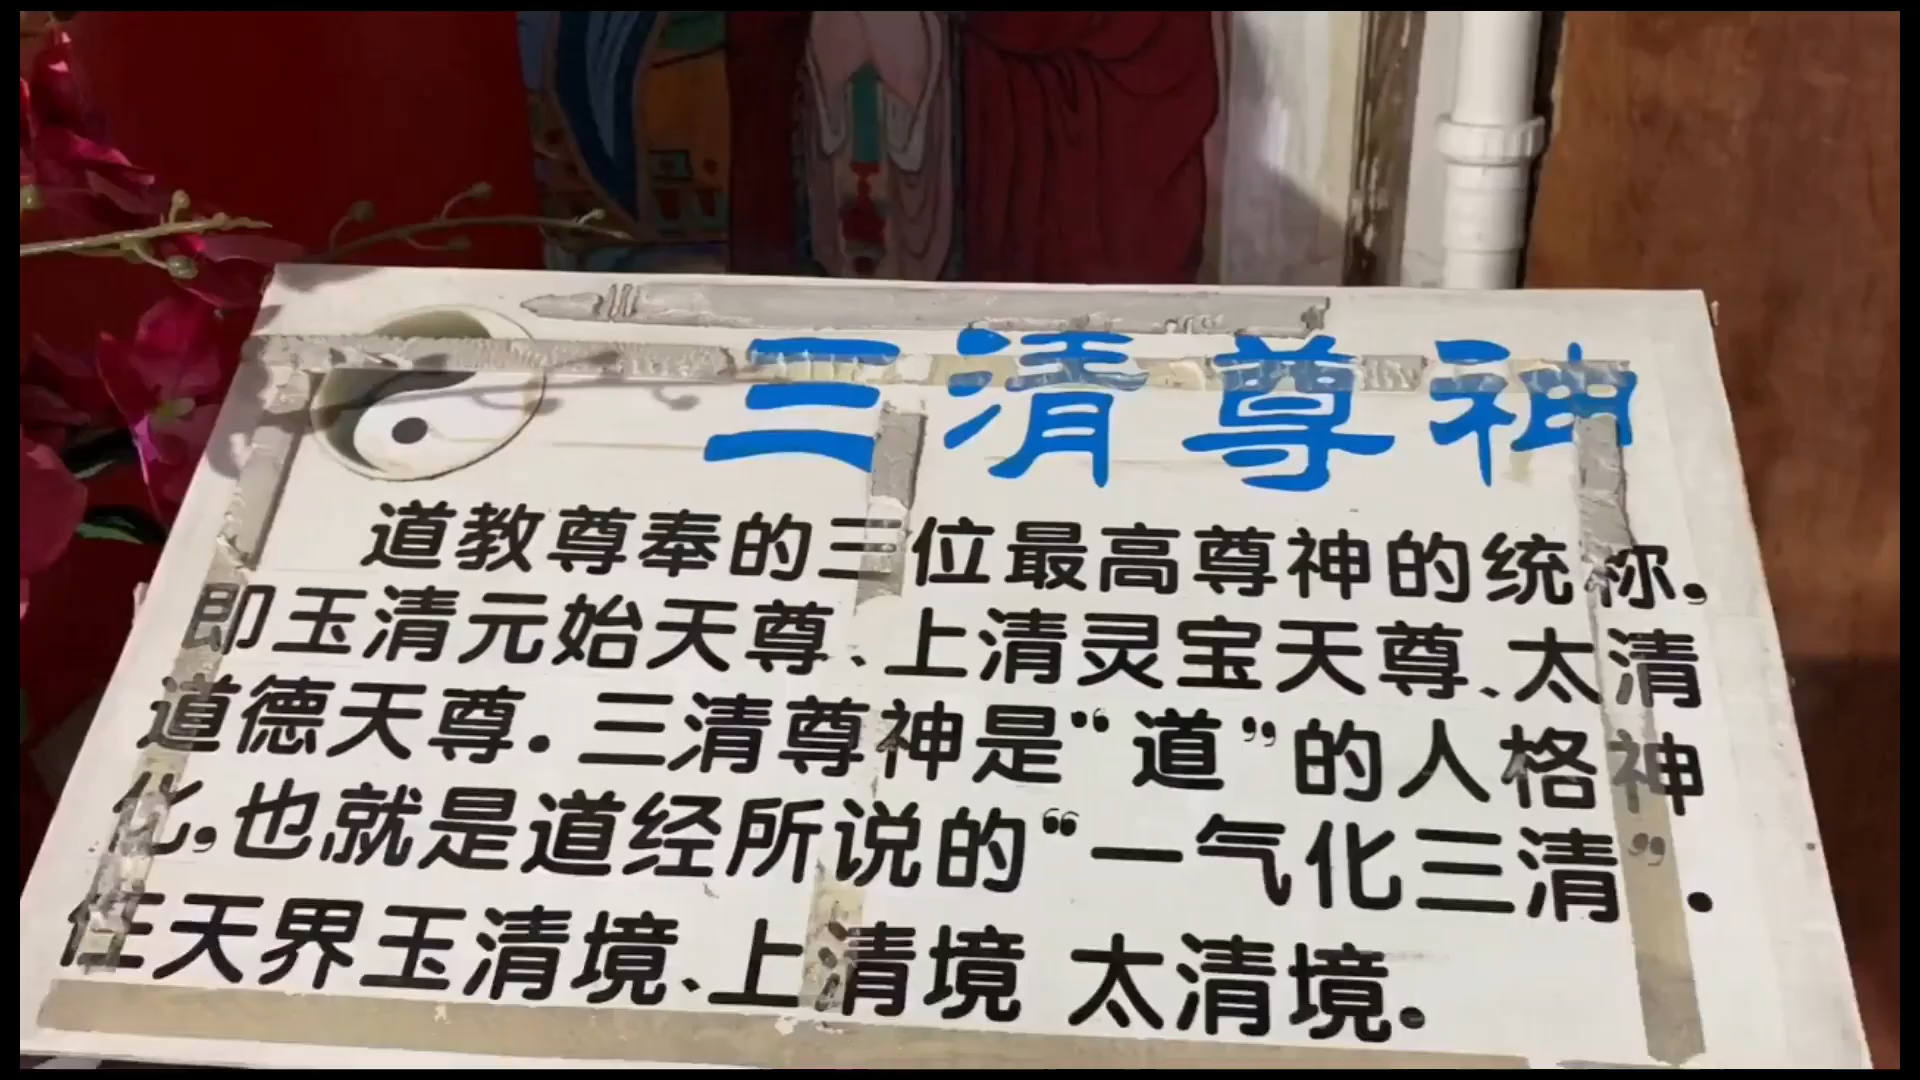 三清尊神
道教尊奉的三位最高尊神的统称.
即玉清元始天尊、上清灵宝天尊、太清
道德天尊.三清尊神是“道”的人格神
化,也就是道经所说的“一气化三清”.
住天界玉清境、上清境 太清境.